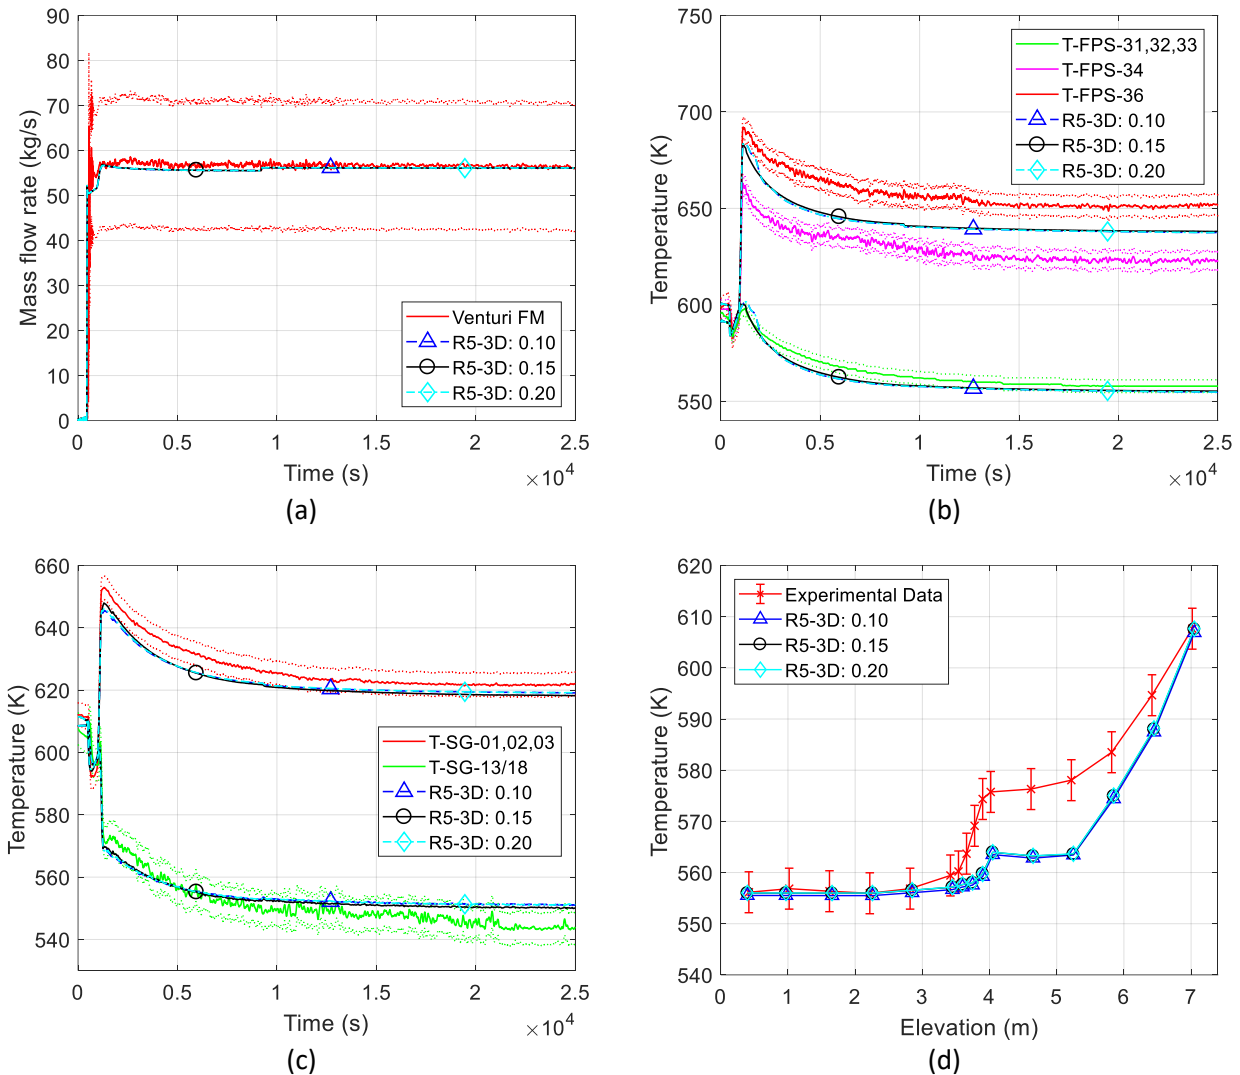 (a)
90
80
70
60
50
40
30
20
10
0
Mass flow rate (kg/s)
Venturi FM
R5-3D: 0.10
R5-3D: 0.15
R5-3D: 0.20
0 0.5 1 1.5 2 2.5
Time (s)
×10⁴
(a)
(b)
750
700
650
600
550
Temperature (K)
T-FPS-31,32,33
T-FPS-34
T-FPS-36
R5-3D: 0.10
R5-3D: 0.15
R5-3D: 0.20
0 0.5 1 1.5 2 2.5
Time (s)
×10⁴
(b)
(c)
660
640
620
600
580
560
540
Temperature (K)
T-SG-01,02,03
T-SG-13/18
R5-3D: 0.10
R5-3D: 0.15
R5-3D: 0.20
0 0.5 1 1.5 2 2.5
Time (s)
×10⁴
(c)
(d)
620
610
600
590
580
570
560
550
540
Temperature (K)
Experimental Data
R5-3D: 0.10
R5-3D: 0.15
R5-3D: 0.20
0 1 2 3 4 5 6 7
Elevation (m)
(d)